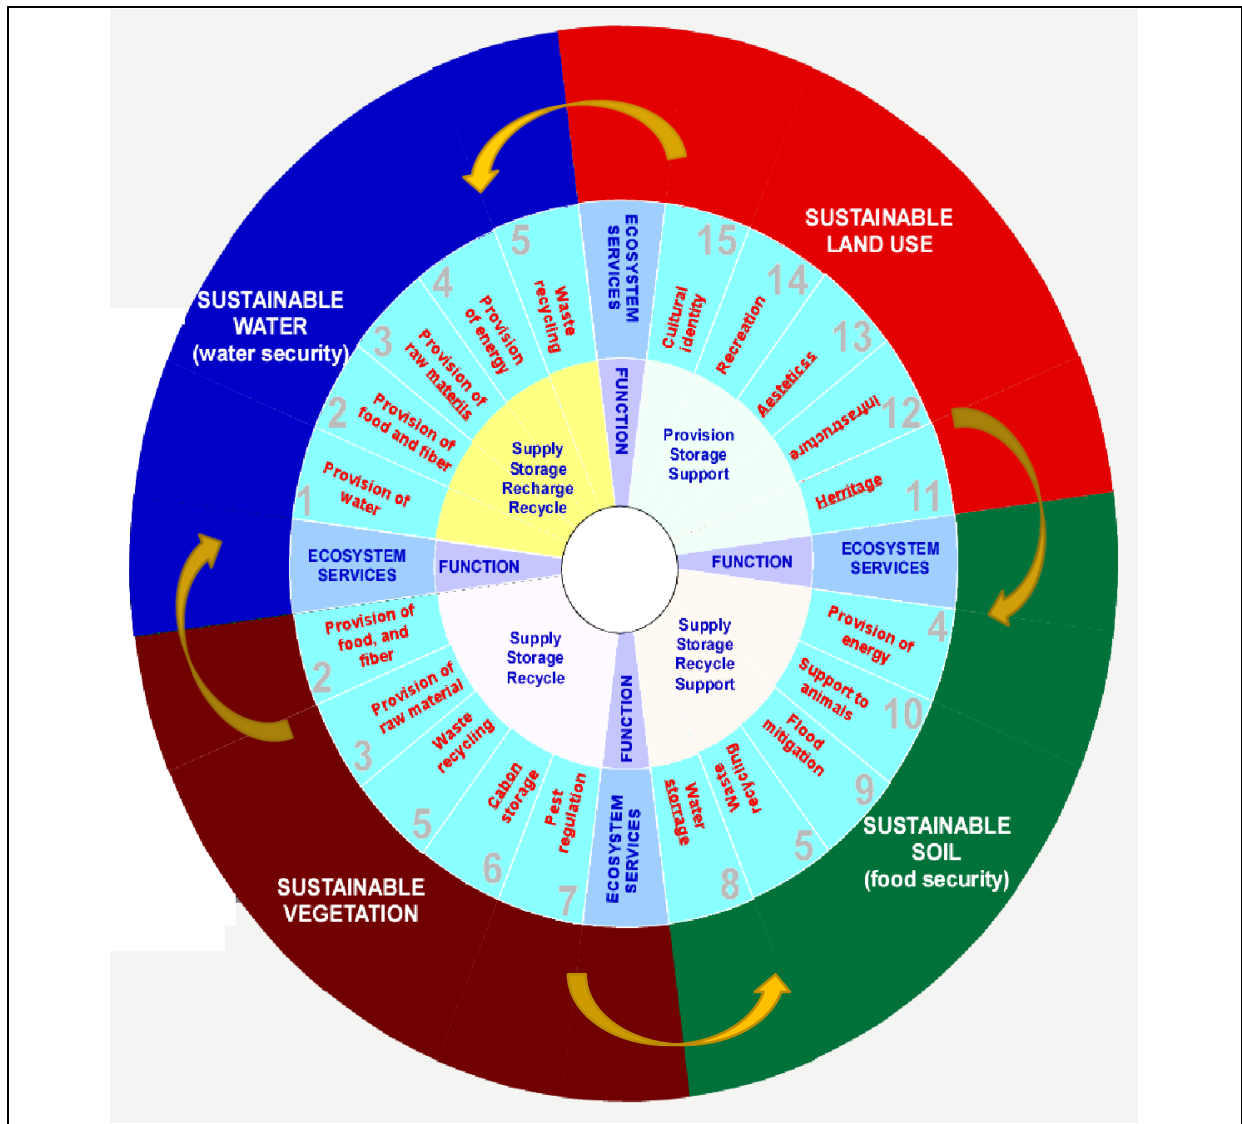 SUSTAINABLE
LAND USE
SUSTAINABLE
WATER
(water security)
SUSTAINABLE
SOIL
(food security)
SUSTAINABLE
VEGETATION
ECOSYSTEM
SERVICES
FUNCTION
15
Cultural
identity
14
Recreation
13
Aesteticss
12
infrastructure
11
Herritage
Provision
Storage
Support
ECOSYSTEM
SERVICES
FUNCTION
4
Provision of
energy
10
Support to
animals
9
Flood
mitigation
5
Waste
recycling
8
Water
storrage
Supply
Storage
Recycle
Support
ECOSYSTEM
SERVICES
FUNCTION
7
Pest
regulation
6
Cabon
storage
5
Waste
recycling
3
Provision of
raw material
2
Provision of
food, and
fiber
Supply
Storage
Recycle
ECOSYSTEM
SERVICES
FUNCTION
1
Provision of
water
2
Provision of
food and fiber
3
Provision of
raw materils
4
Provision
of energy
5
Waste
recycling
Supply
Storage
Recharge
Recycle